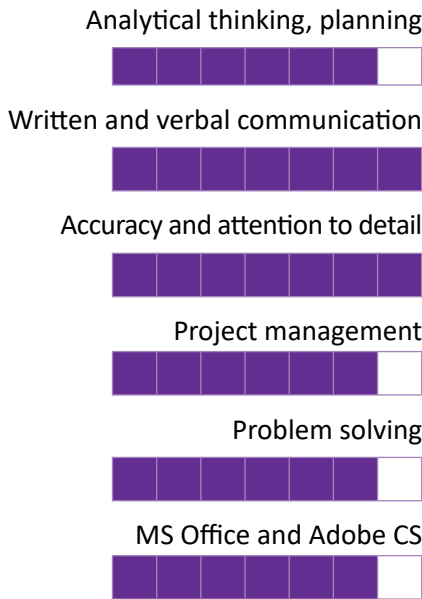 Analytical thinking, planning
Written and verbal communication
Accuracy and attention to detail
Project management
Problem solving
MS Office and Adobe CS